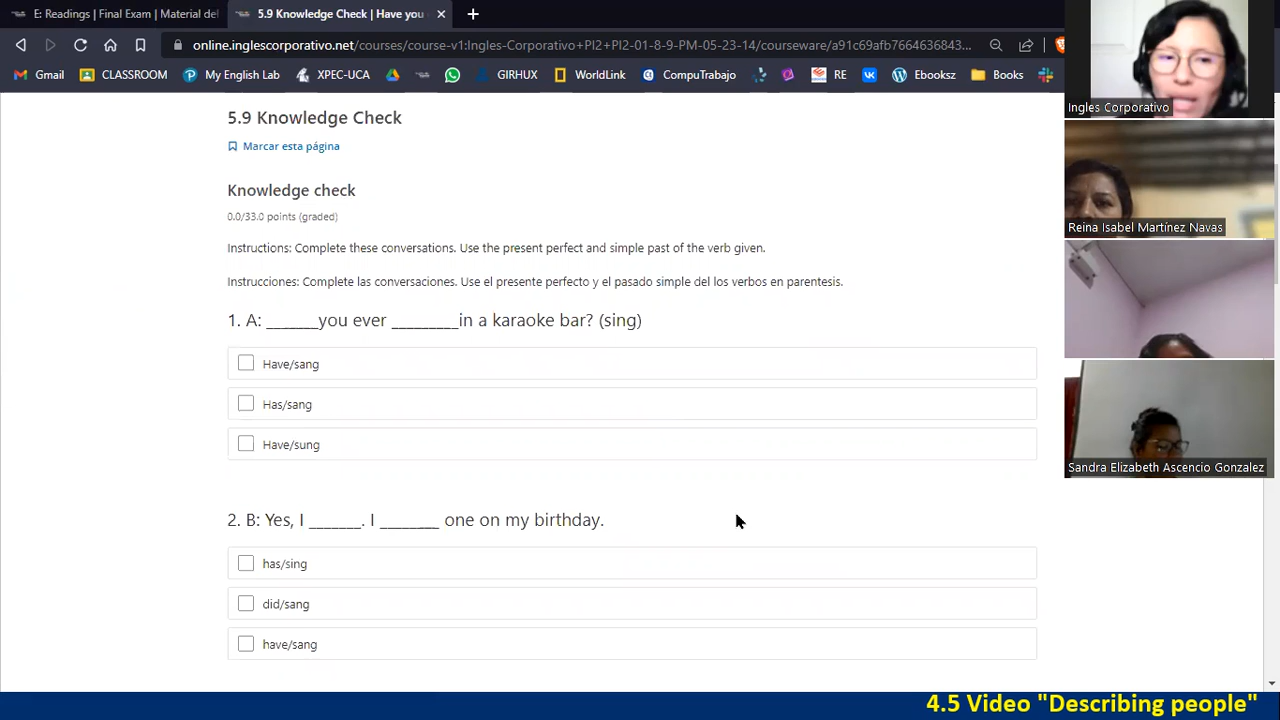 E: Readings | Final Exam | Material del
5.9 Knowledge Check | Have you
online.inglescorporativo.net/courses/course-v1:Ingles-Corporativo+PI2+PI2-01-8-9-PM-05-23-14/courseware/a91c69afb7664636843...
Gmail CLASSROOM My English Lab XPEC-UCA GIRHUX WorldLink CompuTrabajo RE Ebooksz Books
5.9 Knowledge Check
Marcar esta página
Knowledge check
0.0/33.0 points (graded)
Instructions: Complete these conversations. Use the present perfect and simple past of the verb given.
Instrucciones: Complete las conversaciones. Use el presente perfecto y el pasado simple del los verbos en parentesis.
1. A: _______you ever _________in a karaoke bar? (sing)
Have/sang
Has/sang
Have/sung
2. B: Yes, I _______. I ________ one on my birthday.
has/sing
did/sang
have/sang
Ingles Corporativo
Reina Isabel Martínez Navas
Sandra Elizabeth Ascencio Gonzalez
4.5 Video "Describing people"